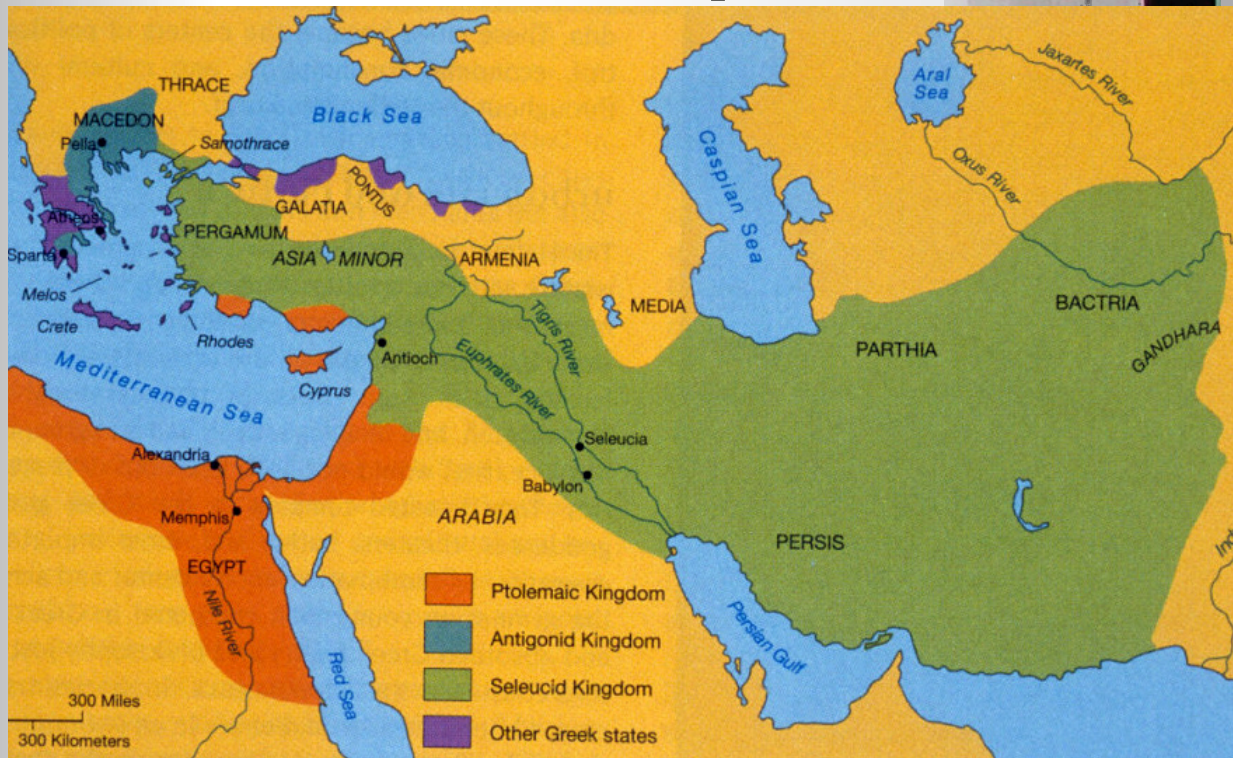 THRACE
MACEDON
Pella
Samothrace
Black Sea
Aral
Sea
Jaxartes River
Oxus River
Caspian Sea
PONTUS
GALATIA
Athens
PERGAMUM
Sparta
ASIA MINOR
ARMENIA
MEDIA
BACTRIA
GANDHARA
PARTHIA
Melos
Crete
Rhodes
Tigris River
Antioch
Euphrates River
Mediterranean Sea
Cyprus
Seleucia
Alexandria
Babylon
Memphis
ARABIA
PERSIS
EGYPT
Nile River
Red Sea
Persian Gulf
Ptolemaic Kingdom
Antigonid Kingdom
Seleucid Kingdom
Other Greek states
300 Miles
300 Kilometers